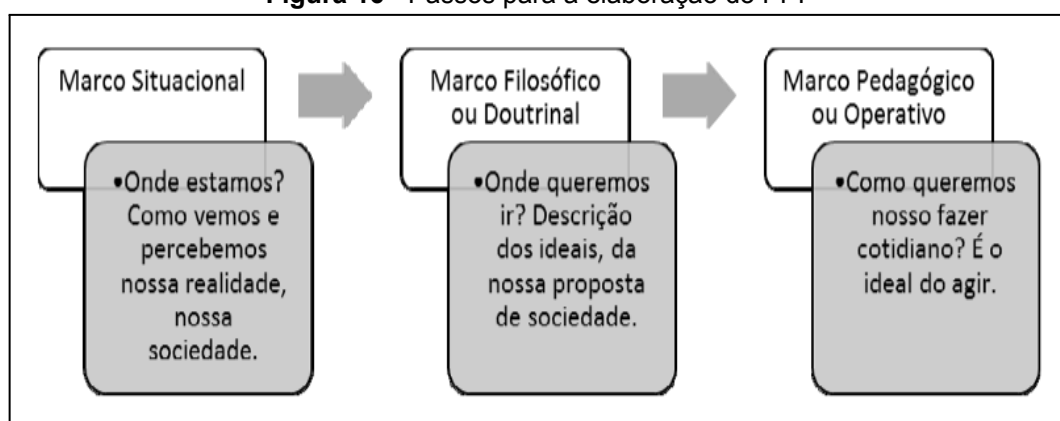 Marco Situacional
•Onde estamos?
Como vemos e
percebemos
nossa realidade,
nossa
sociedade.
Marco Filosófico
ou Doutrinal
•Onde queremos
ir? Descrição
dos ideais, da
nossa proposta
de sociedade.
Marco Pedagógico
ou Operativo
•Como queremos
nosso fazer
cotidiano? É o
ideal do agir.